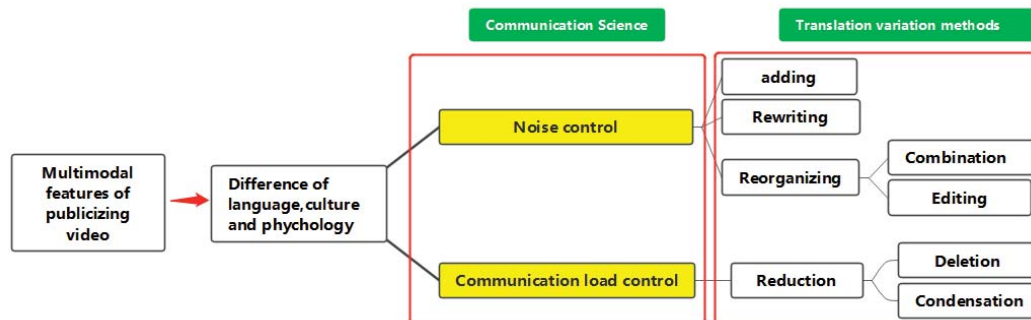 Communication Science
Translation variation methods
adding
Noise control
Rewriting
Multimodal
features of
publicizing
video
Difference of
language,culture
and phychology
Reorganizing
Combination
Editing
Communication load control
Reduction
Deletion
Condensation